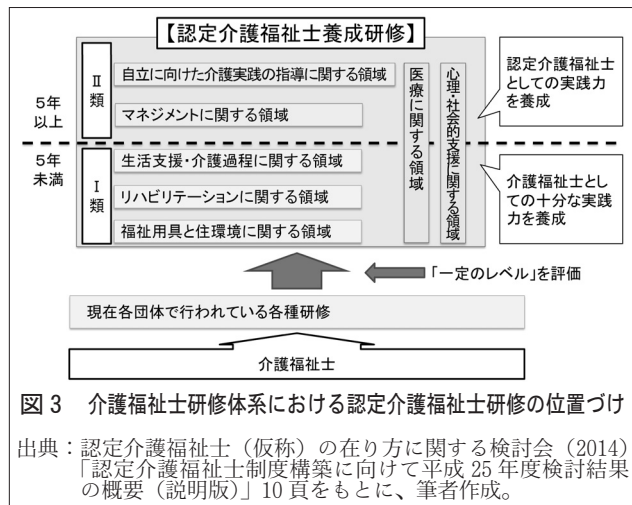 【認定介護福祉士養成研修】
5年
以上
Ⅱ類
自立に向けた介護実践の指導に関する領域
マネジメントに関する領域
5年
未満
Ⅰ類
生活支援・介護過程に関する領域
リハビリテーションに関する領域
福祉用具と住環境に関する領域
医療に関する領域
心理・社会的支援に関する領域
認定介護福祉士
としての実践力
を養成
介護福祉士とし
ての十分な実践
力を養成
「一定のレベル」を評価
現在各団体で行われている各種研修
介護福祉士
図3 介護福祉士研修体系における認定介護福祉士研修の位置づけ
出典：認定介護福祉士（仮称）の在り方に関する検討会（2014）
「認定介護福祉士制度構築に向けて平成25年度検討結果
の概要（説明版）」10頁をもとに、筆者作成。